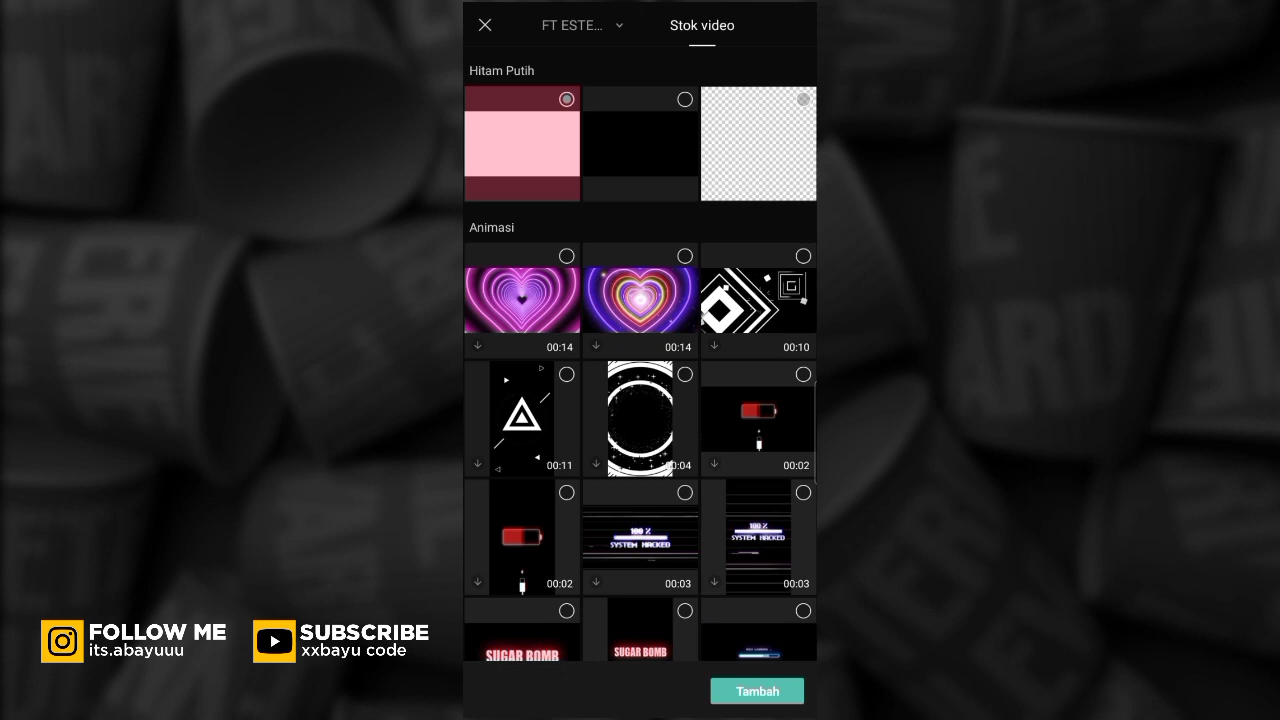 FT ESTE...
Stok video
Hitam Putih
Animasi
00:14
00:14
00:10
00:11
00:04
00:02
00:02
100 %
SYSTEM HACKED
00:03
100 %
SYSTEM HACKED
00:03
SUGAR BOMB
SUGAR BOMB
Tambah
FOLLOW ME
its.abayuuu
SUBSCRIBE
xxbayu code